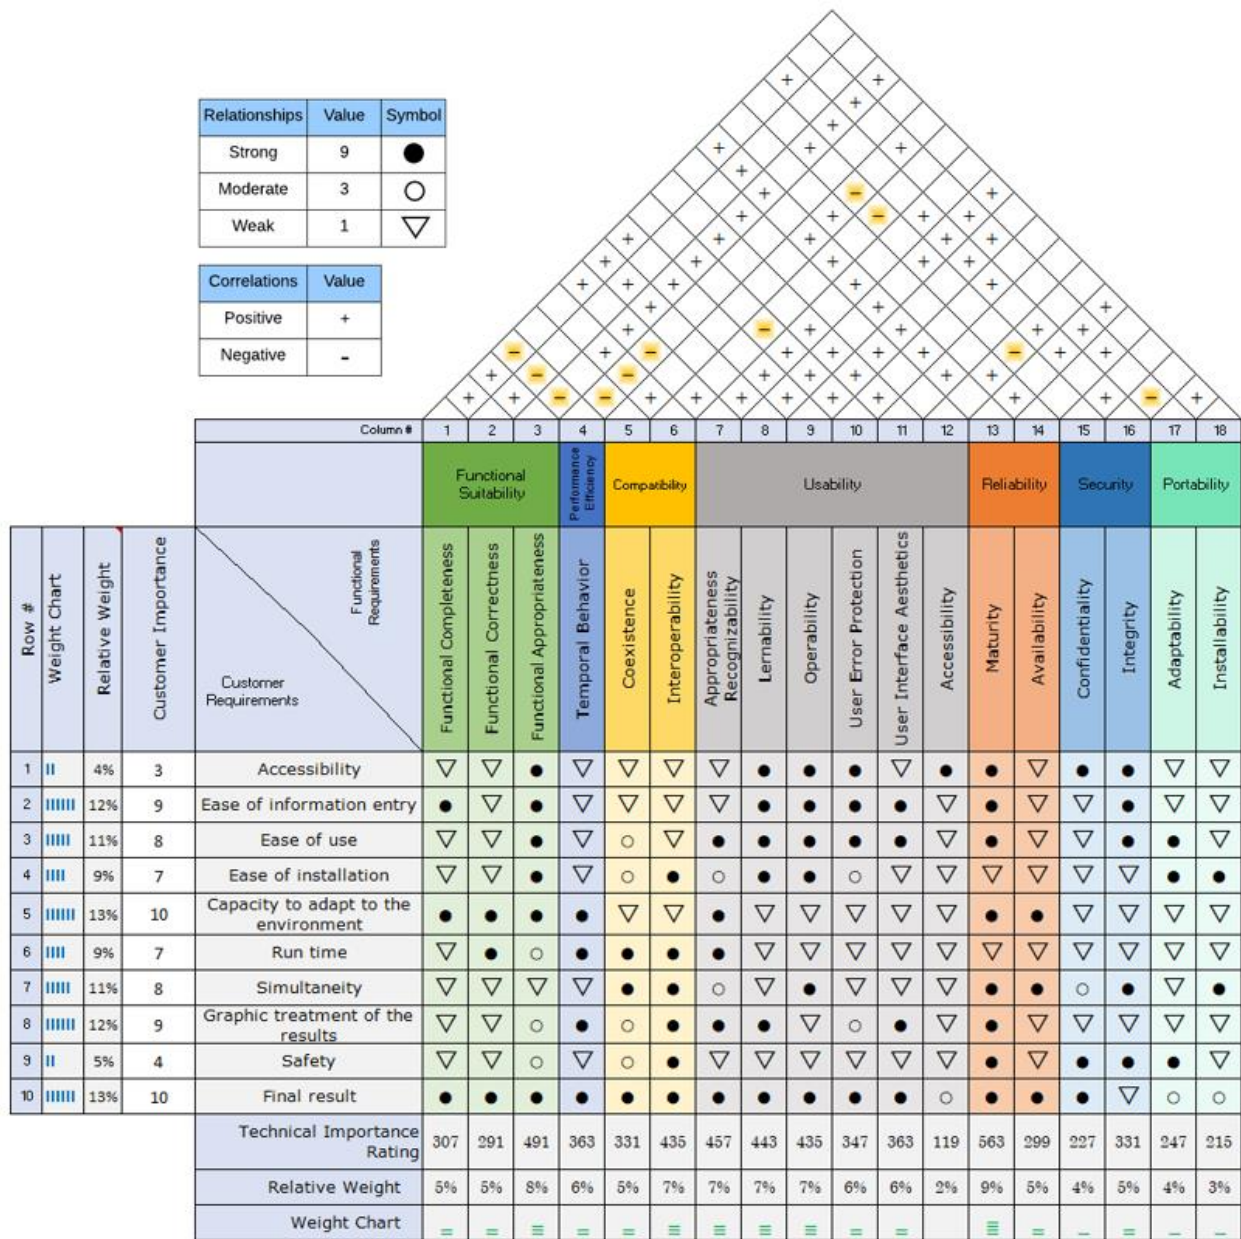 Relationships Value Symbol
Strong 9 ●
Moderate 3 ○
Weak 1 ▽
Correlations Value
Positive +
Negative -
Column # 1 2 3 4 5 6 7 8 9 10 11 12 13 14 15 16 17 18
Functional Suitability
Performance Efficiency
Compatibility
Usability
Reliability
Security
Portability
Row #
Weight Chart
Relative Weight
Customer Importance
Functional Requirements
Customer Requirements
Functional Completeness
Functional Correctness
Functional Appropriateness
Temporal Behavior
Coexistence
Interoperability
Appropriateness Recognizability
Lernability
Operability
User Error Protection
User Interface Aesthetics
Accessibility
Maturity
Availability
Confidentiality
Integrity
Adaptability
Installability
1 4% 3 Accessibility ▽ ▽ ● ▽ ▽ ▽ ▽ ● ● ● ▽ ● ● ▽ ● ● ▽ ▽
2 12% 9 Ease of information entry ● ▽ ● ▽ ▽ ▽ ▽ ● ● ● ● ▽ ● ▽ ▽ ● ▽ ▽
3 11% 8 Ease of use ▽ ▽ ● ▽ ○ ▽ ● ● ● ● ● ▽ ● ▽ ▽ ● ● ▽
4 9% 7 Ease of installation ▽ ▽ ● ▽ ○ ● ○ ● ● ○ ▽ ▽ ▽ ▽ ▽ ▽ ● ●
5 13% 10 Capacity to adapt to the environment ● ● ● ● ▽ ▽ ● ▽ ▽ ▽ ▽ ▽ ● ● ▽ ▽ ▽ ▽
6 9% 7 Run time ▽ ● ○ ● ● ● ● ▽ ▽ ▽ ▽ ▽ ▽ ▽ ▽ ▽ ▽ ▽
7 11% 8 Simultaneity ▽ ▽ ▽ ▽ ● ● ○ ▽ ● ▽ ▽ ▽ ● ● ○ ● ▽ ●
8 12% 9 Graphic treatment of the results ▽ ▽ ○ ● ○ ● ● ● ▽ ○ ● ▽ ● ▽ ▽ ▽ ▽ ▽
9 5% 4 Safety ▽ ▽ ○ ▽ ○ ● ▽ ▽ ▽ ▽ ▽ ▽ ● ▽ ● ● ● ▽
10 13% 10 Final result ● ● ● ● ● ● ● ● ● ● ● ○ ● ● ● ▽ ○ ○
Technical Importance Rating 307 291 491 363 331 435 457 443 435 347 363 119 563 299 227 331 247 215
Relative Weight 5% 5% 8% 6% 5% 7% 7% 7% 7% 6% 6% 2% 9% 5% 4% 5% 4% 3%
Weight Chart